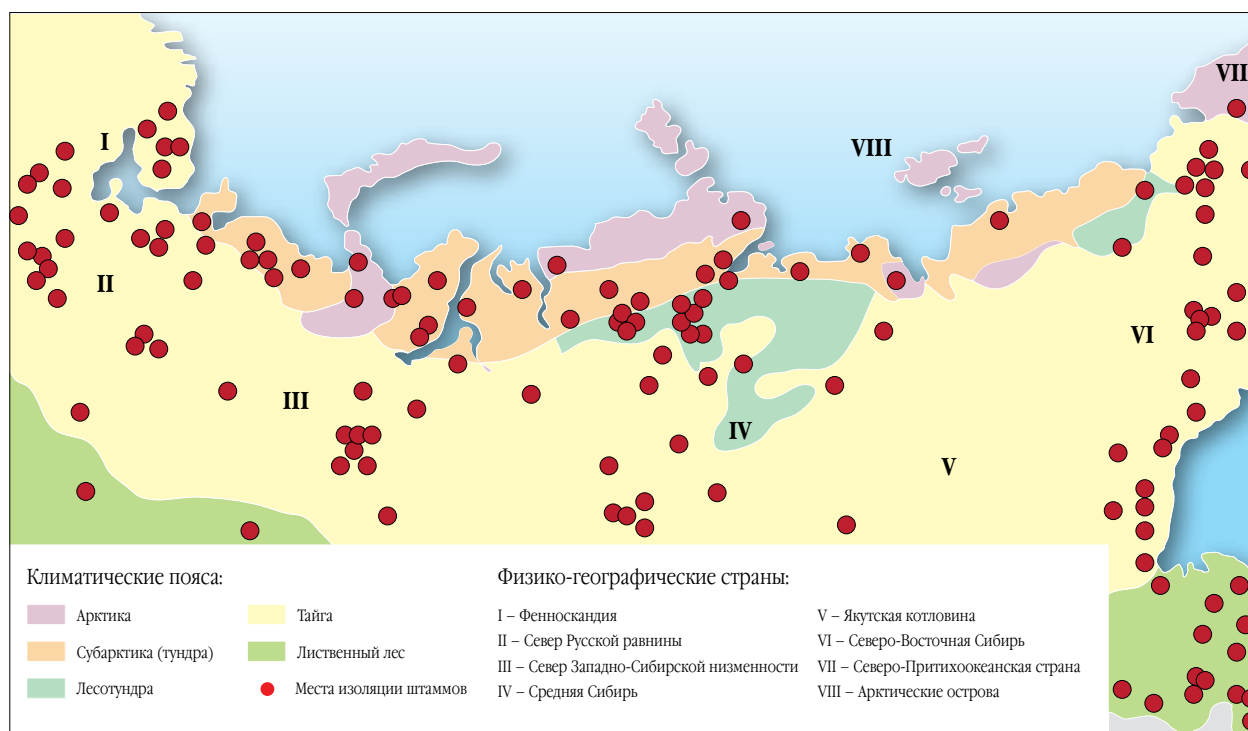 VII
I
VIII
II
VI
III
IV
V
Климатические пояса:
Арктика
Субарктика (тундра)
Лесотундра
Тайга
Лиственный лес
Места изоляции штаммов
Физико-географические страны:
I – Фенноскандия
II – Север Русской равнины
III – Север Западно-Сибирской низменности
IV – Средняя Сибирь
V – Якутская котловина
VI – Северо-Восточная Сибирь
VII – Северо-Притихоокеанская страна
VIII – Арктические острова